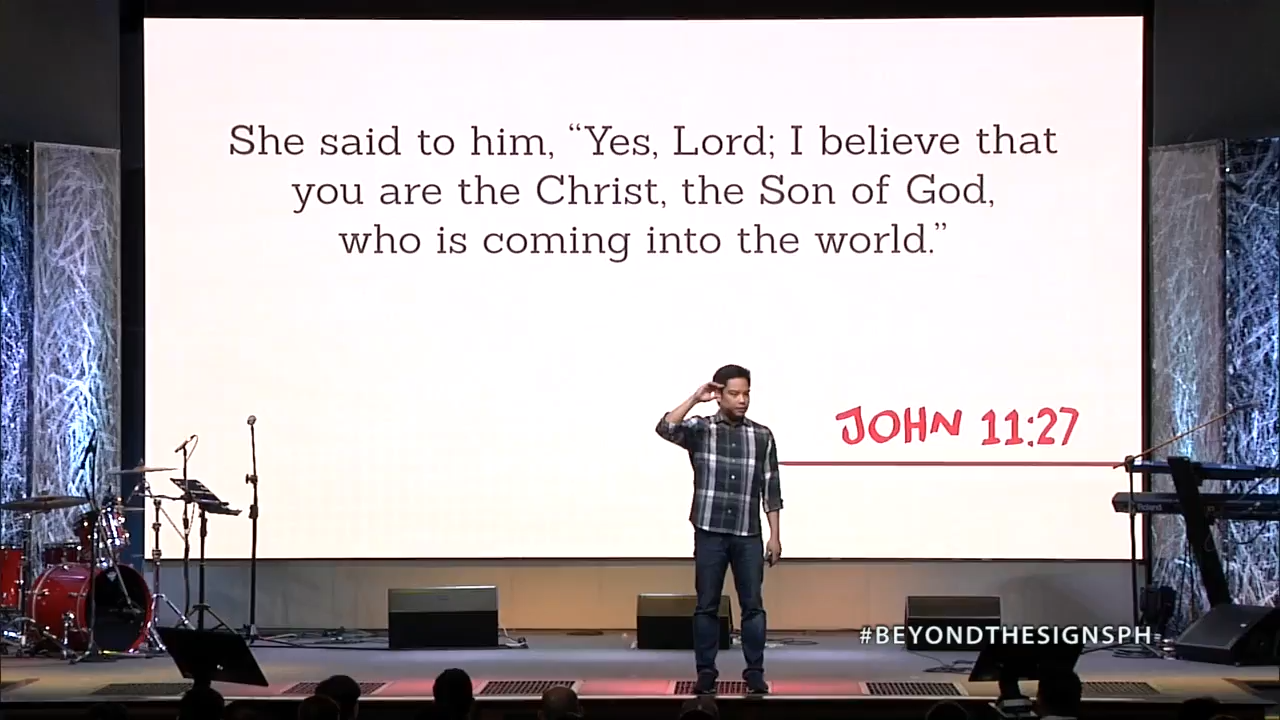 She said to him, “Yes, Lord; I believe that
you are the Christ, the Son of God,
who is coming into the world.”
JOHN 11:27
Roland
#BEYONDTHESIGNSPH